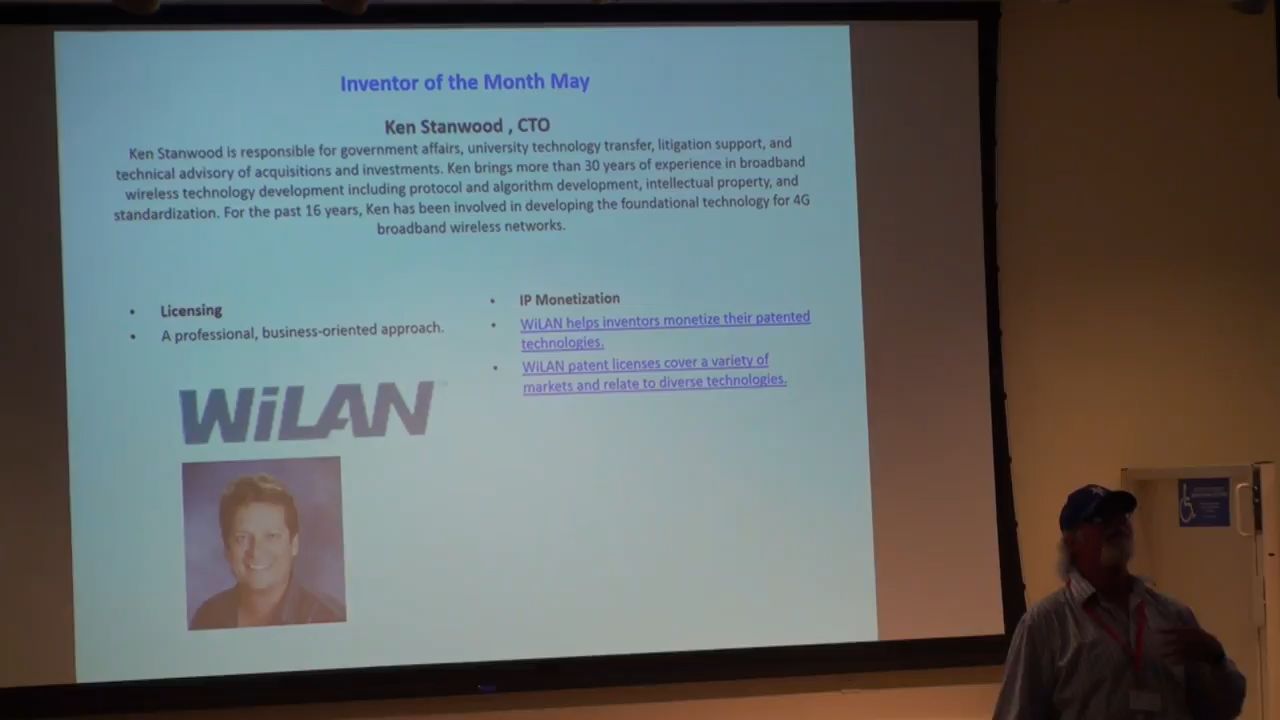 Inventor of the Month May
Ken Stanwood , CTO
Ken Stanwood is responsible for government affairs, university technology transfer, litigation support, and
technical advisory of acquisitions and investments. Ken brings more than 30 years of experience in broadband
wireless technology development including protocol and algorithm development, intellectual property, and
standardization. For the past 16 years, Ken has been involved in developing the foundational technology for 4G
broadband wireless networks.
• Licensing
• A professional, business-oriented approach.
• IP Monetization
• WiLAN helps inventors monetize their patented
technologies.
• WiLAN patent licenses cover a variety of
markets and relate to diverse technologies.
WiLAN